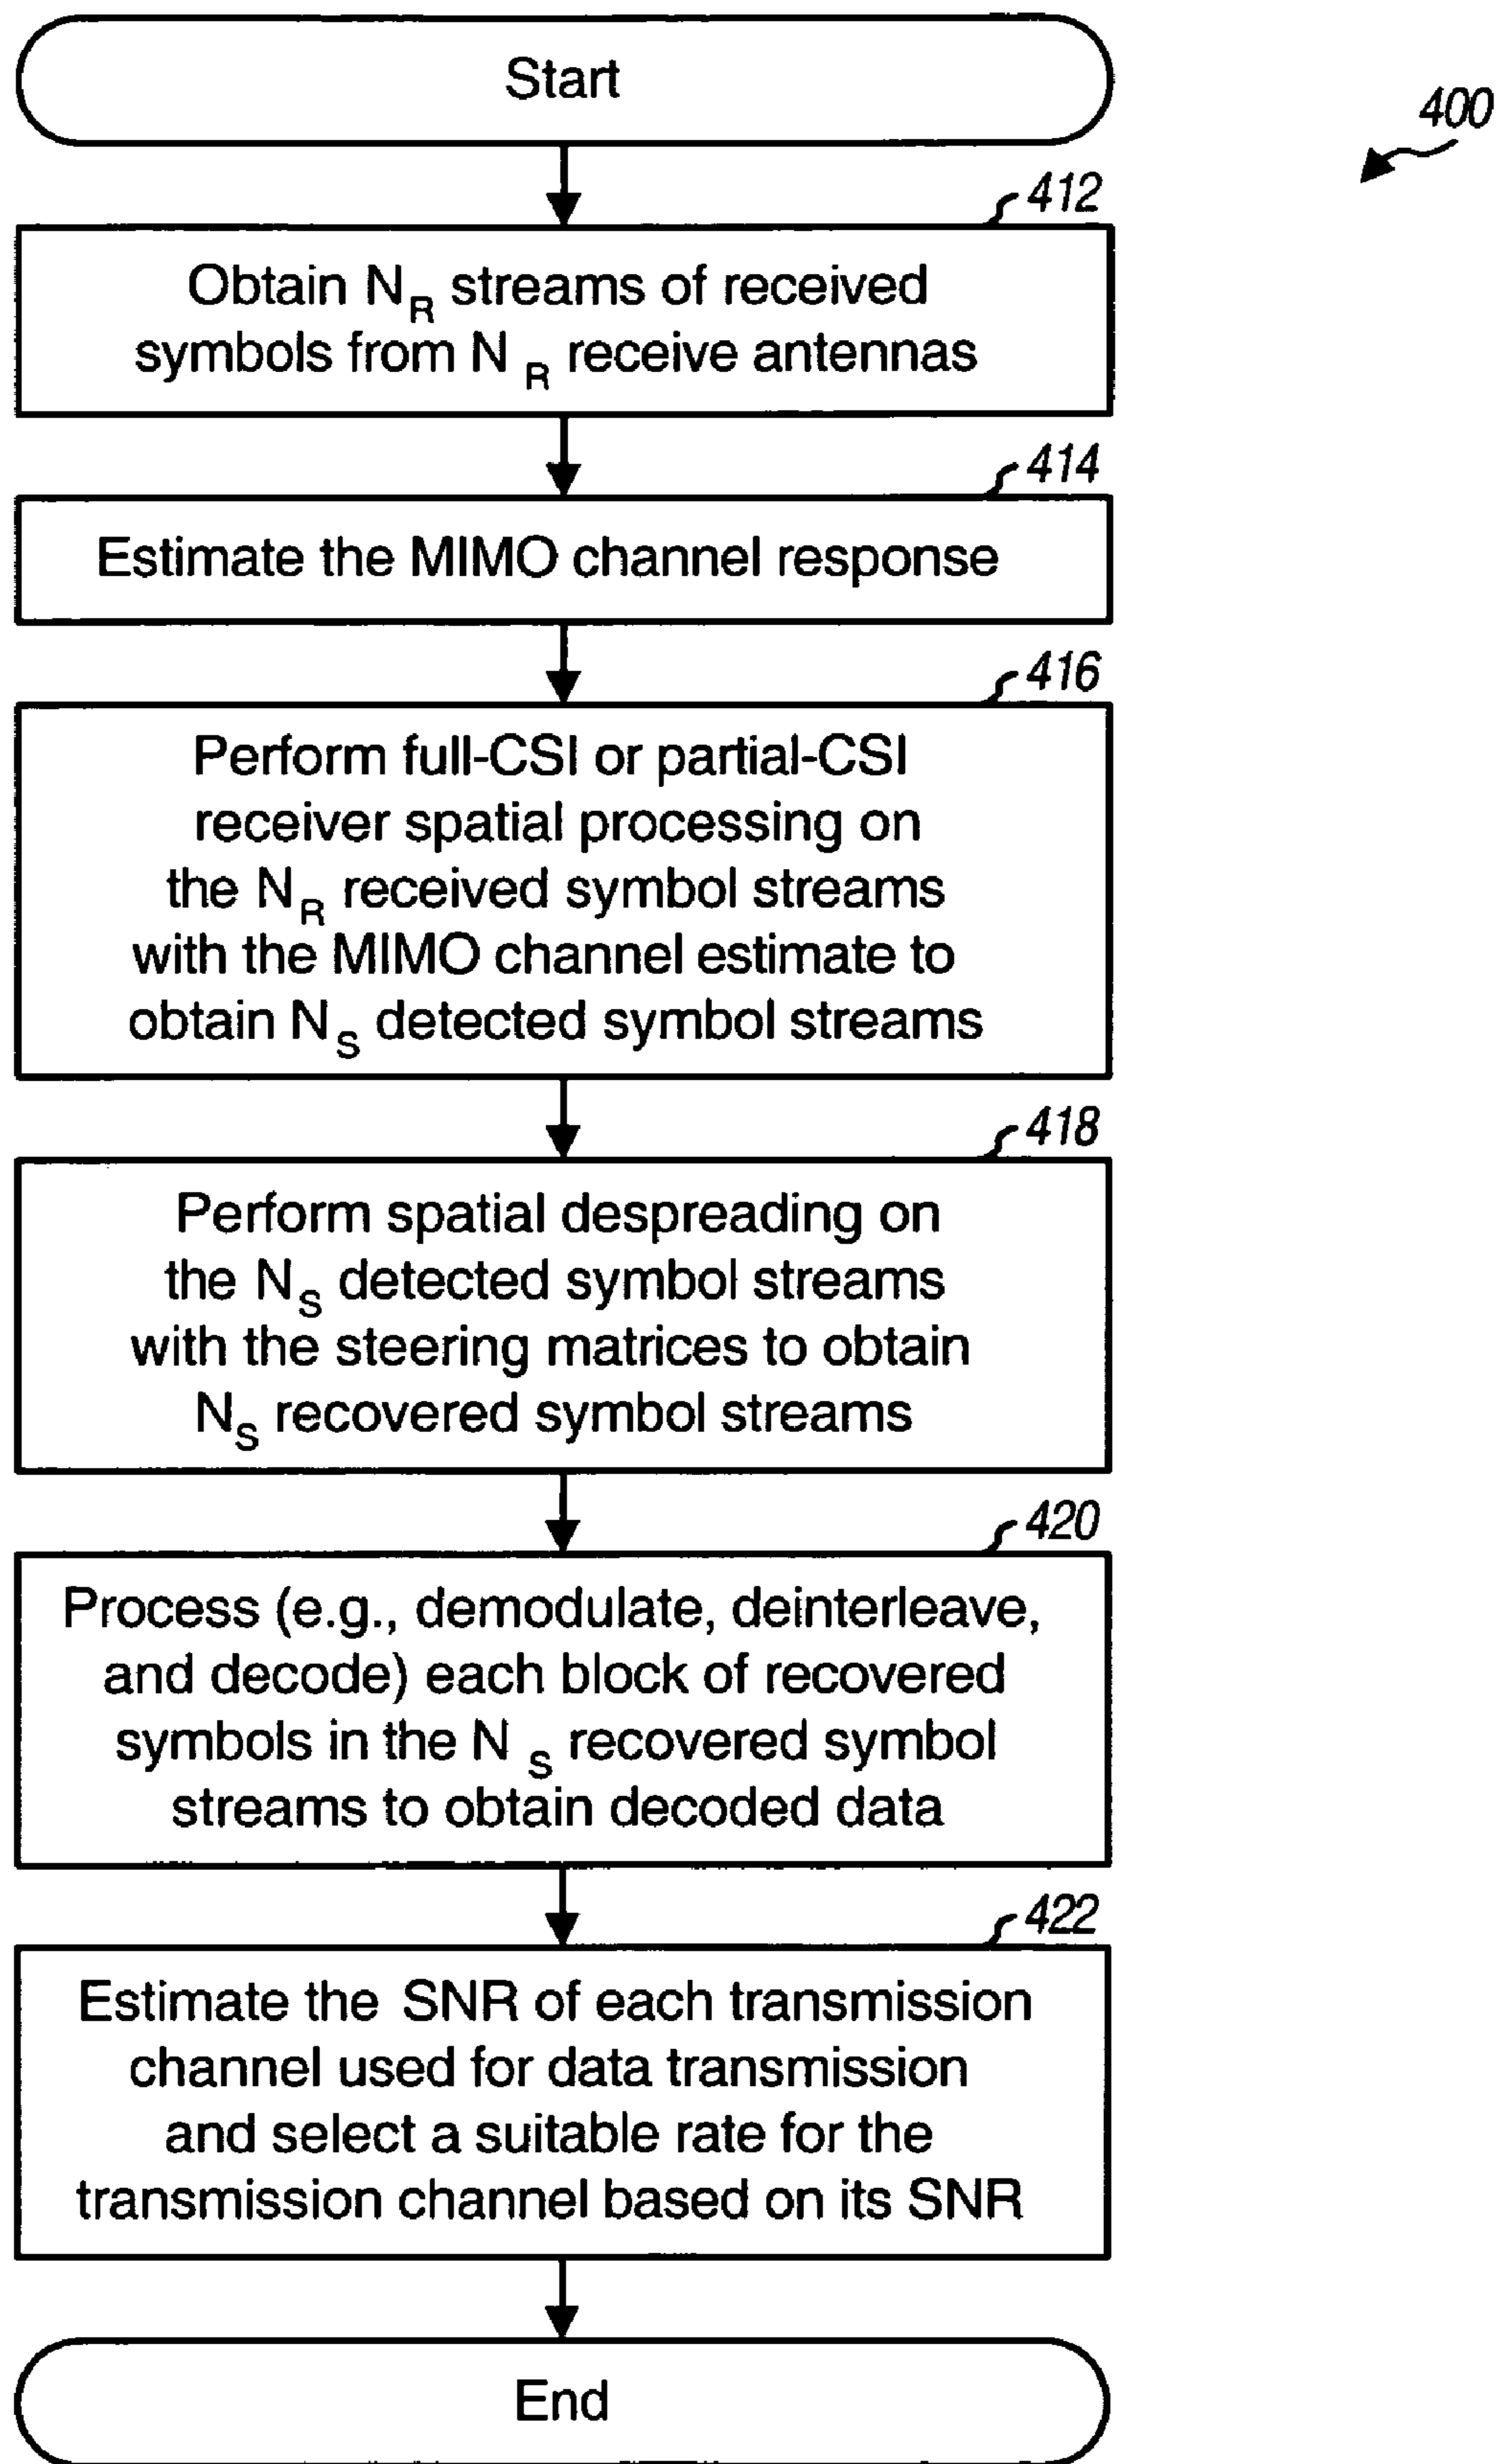 Start
400
412
Obtain N_R streams of received
symbols from N_R receive antennas
414
Estimate the MIMO channel response
416
Perform full-CSI or partial-CSI
receiver spatial processing on
the N_R received symbol streams
with the MIMO channel estimate to
obtain N_S detected symbol streams
418
Perform spatial despreading on
the N_S detected symbol streams
with the steering matrices to obtain
N_S recovered symbol streams
420
Process (e.g., demodulate, deinterleave,
and decode) each block of recovered
symbols in the N_S recovered symbol
streams to obtain decoded data
422
Estimate the SNR of each transmission
channel used for data transmission
and select a suitable rate for the
transmission channel based on its SNR
End